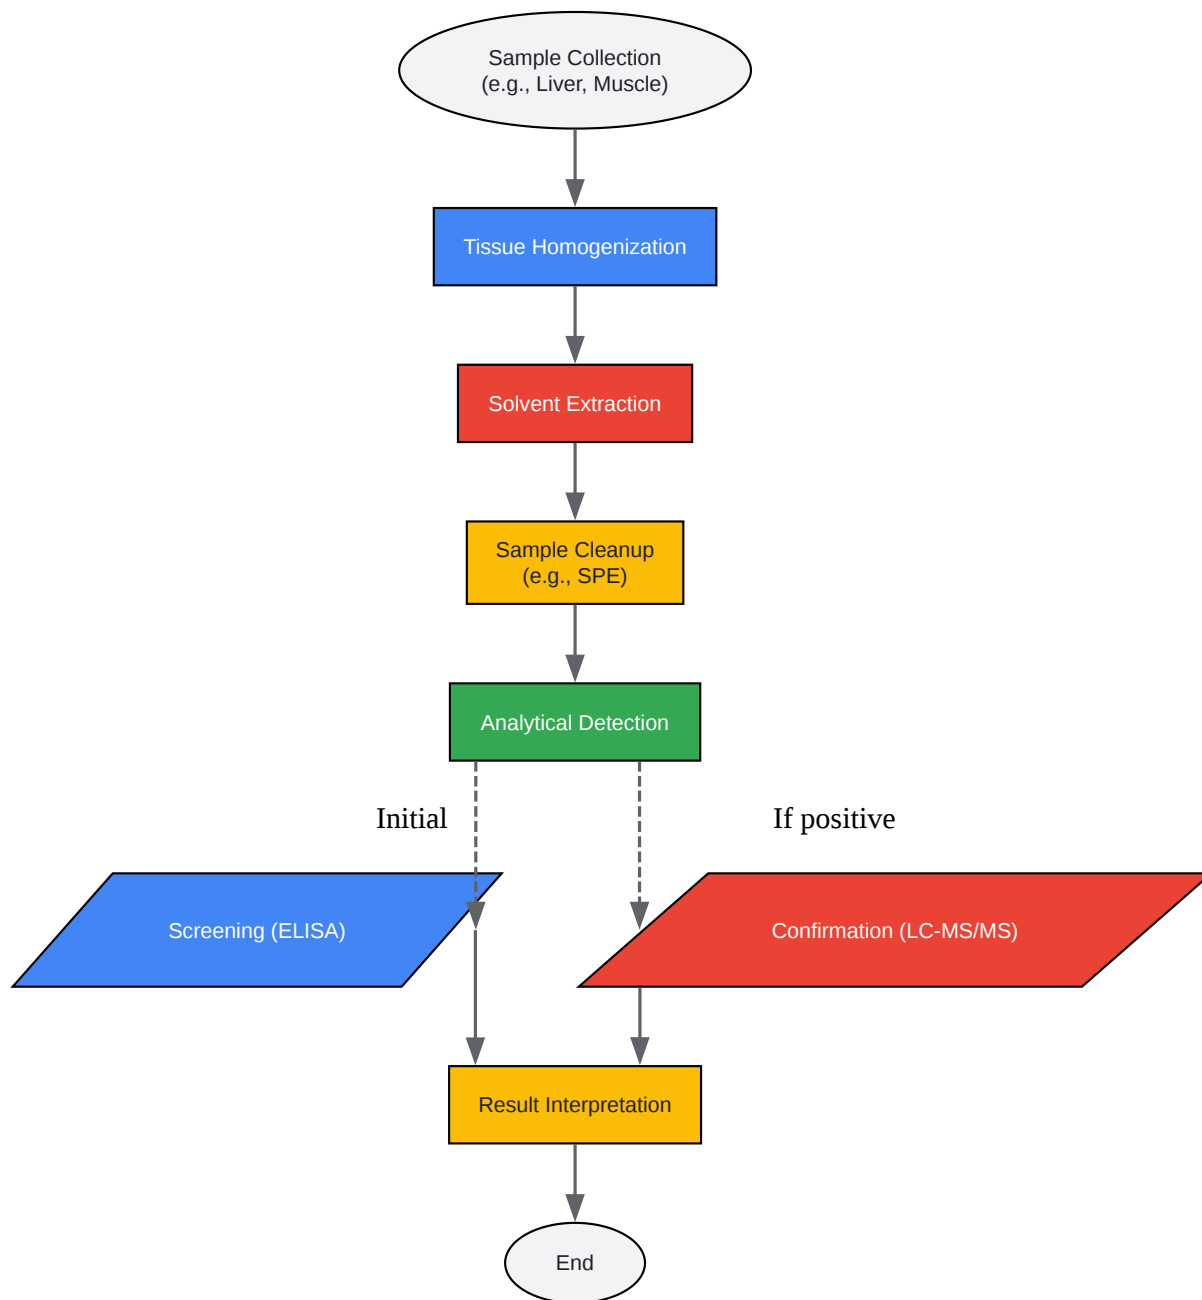 Sample Collection
(e.g., Liver, Muscle)
Tissue Homogenization
Solvent Extraction
Sample Cleanup
(e.g., SPE)
Analytical Detection
Initial
If positive
Screening (ELISA)
Confirmation (LC-MS/MS)
Result Interpretation
End